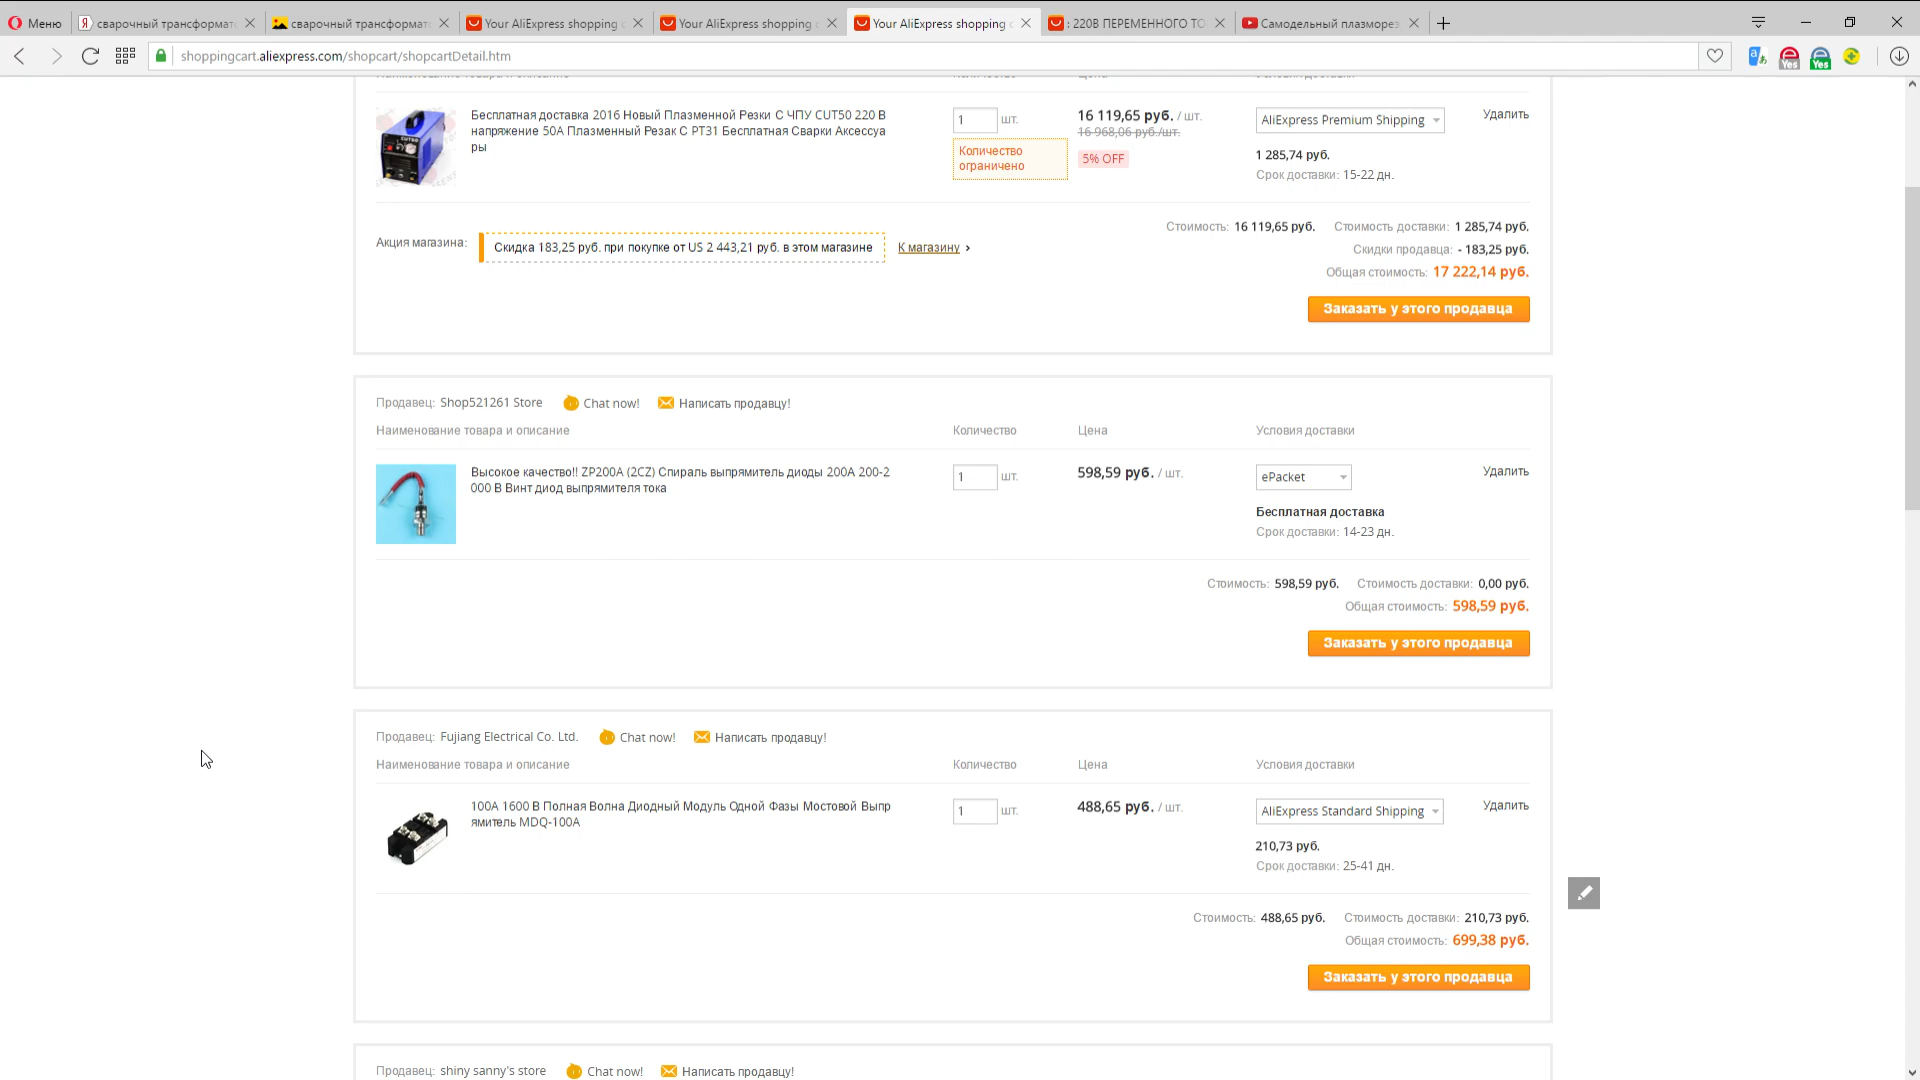 Меню
сварочный трансформат
сварочный трансформат
Your AliExpress shopping c
Your AliExpress shopping c
Your AliExpress shopping c
: 220В ПЕРЕМЕННОГО ТО
Самодельный плазморез
shoppingcart.aliexpress.com/shopcart/shopcartDetail.htm
Yes
Yes
Наименование товара и описание Количество Цена Условия доставки
Бесплатная доставка 2016 Новый Плазменной Резки С ЧПУ CUT50 220 В
напряжение 50А Плазменный Резак С PT31 Бесплатная Сварки Аксессуа
ры
1 шт.
Количество
ограничено
16 119,65 руб. / шт.
16 968,06 руб./шт.
5% OFF
AliExpress Premium Shipping
1 285,74 руб.
Срок доставки: 15-22 дн.
Удалить
Акция магазина:
Скидка 183,25 руб. при покупке от US 2 443,21 руб. в этом магазине
К магазину ›
Стоимость: 16 119,65 руб. Стоимость доставки: 1 285,74 руб.
Скидки продавца: - 183,25 руб.
Общая стоимость: 17 222,14 руб.
Заказать у этого продавца
Продавец: Shop521261 Store Chat now! Написать продавцу!
Наименование товара и описание Количество Цена Условия доставки
Высокое качество!! ZP200A (2CZ) Спираль выпрямитель диоды 200A 200-2
000 В Винт диод выпрямителя тока
1 шт.
598,59 руб. / шт.
ePacket
Бесплатная доставка
Срок доставки: 14-23 дн.
Удалить
Стоимость: 598,59 руб. Стоимость доставки: 0,00 руб.
Общая стоимость: 598,59 руб.
Заказать у этого продавца
Продавец: Fujiang Electrical Co. Ltd. Chat now! Написать продавцу!
Наименование товара и описание Количество Цена Условия доставки
100A 1600 В Полная Волна Диодный Модуль Одной Фазы Мостовой Выпр
ямитель MDQ-100A
1 шт.
488,65 руб. / шт.
AliExpress Standard Shipping
210,73 руб.
Срок доставки: 25-41 дн.
Удалить
Стоимость: 488,65 руб. Стоимость доставки: 210,73 руб.
Общая стоимость: 699,38 руб.
Заказать у этого продавца
Продавец: shiny sanny's store Chat now! Написать продавцу!